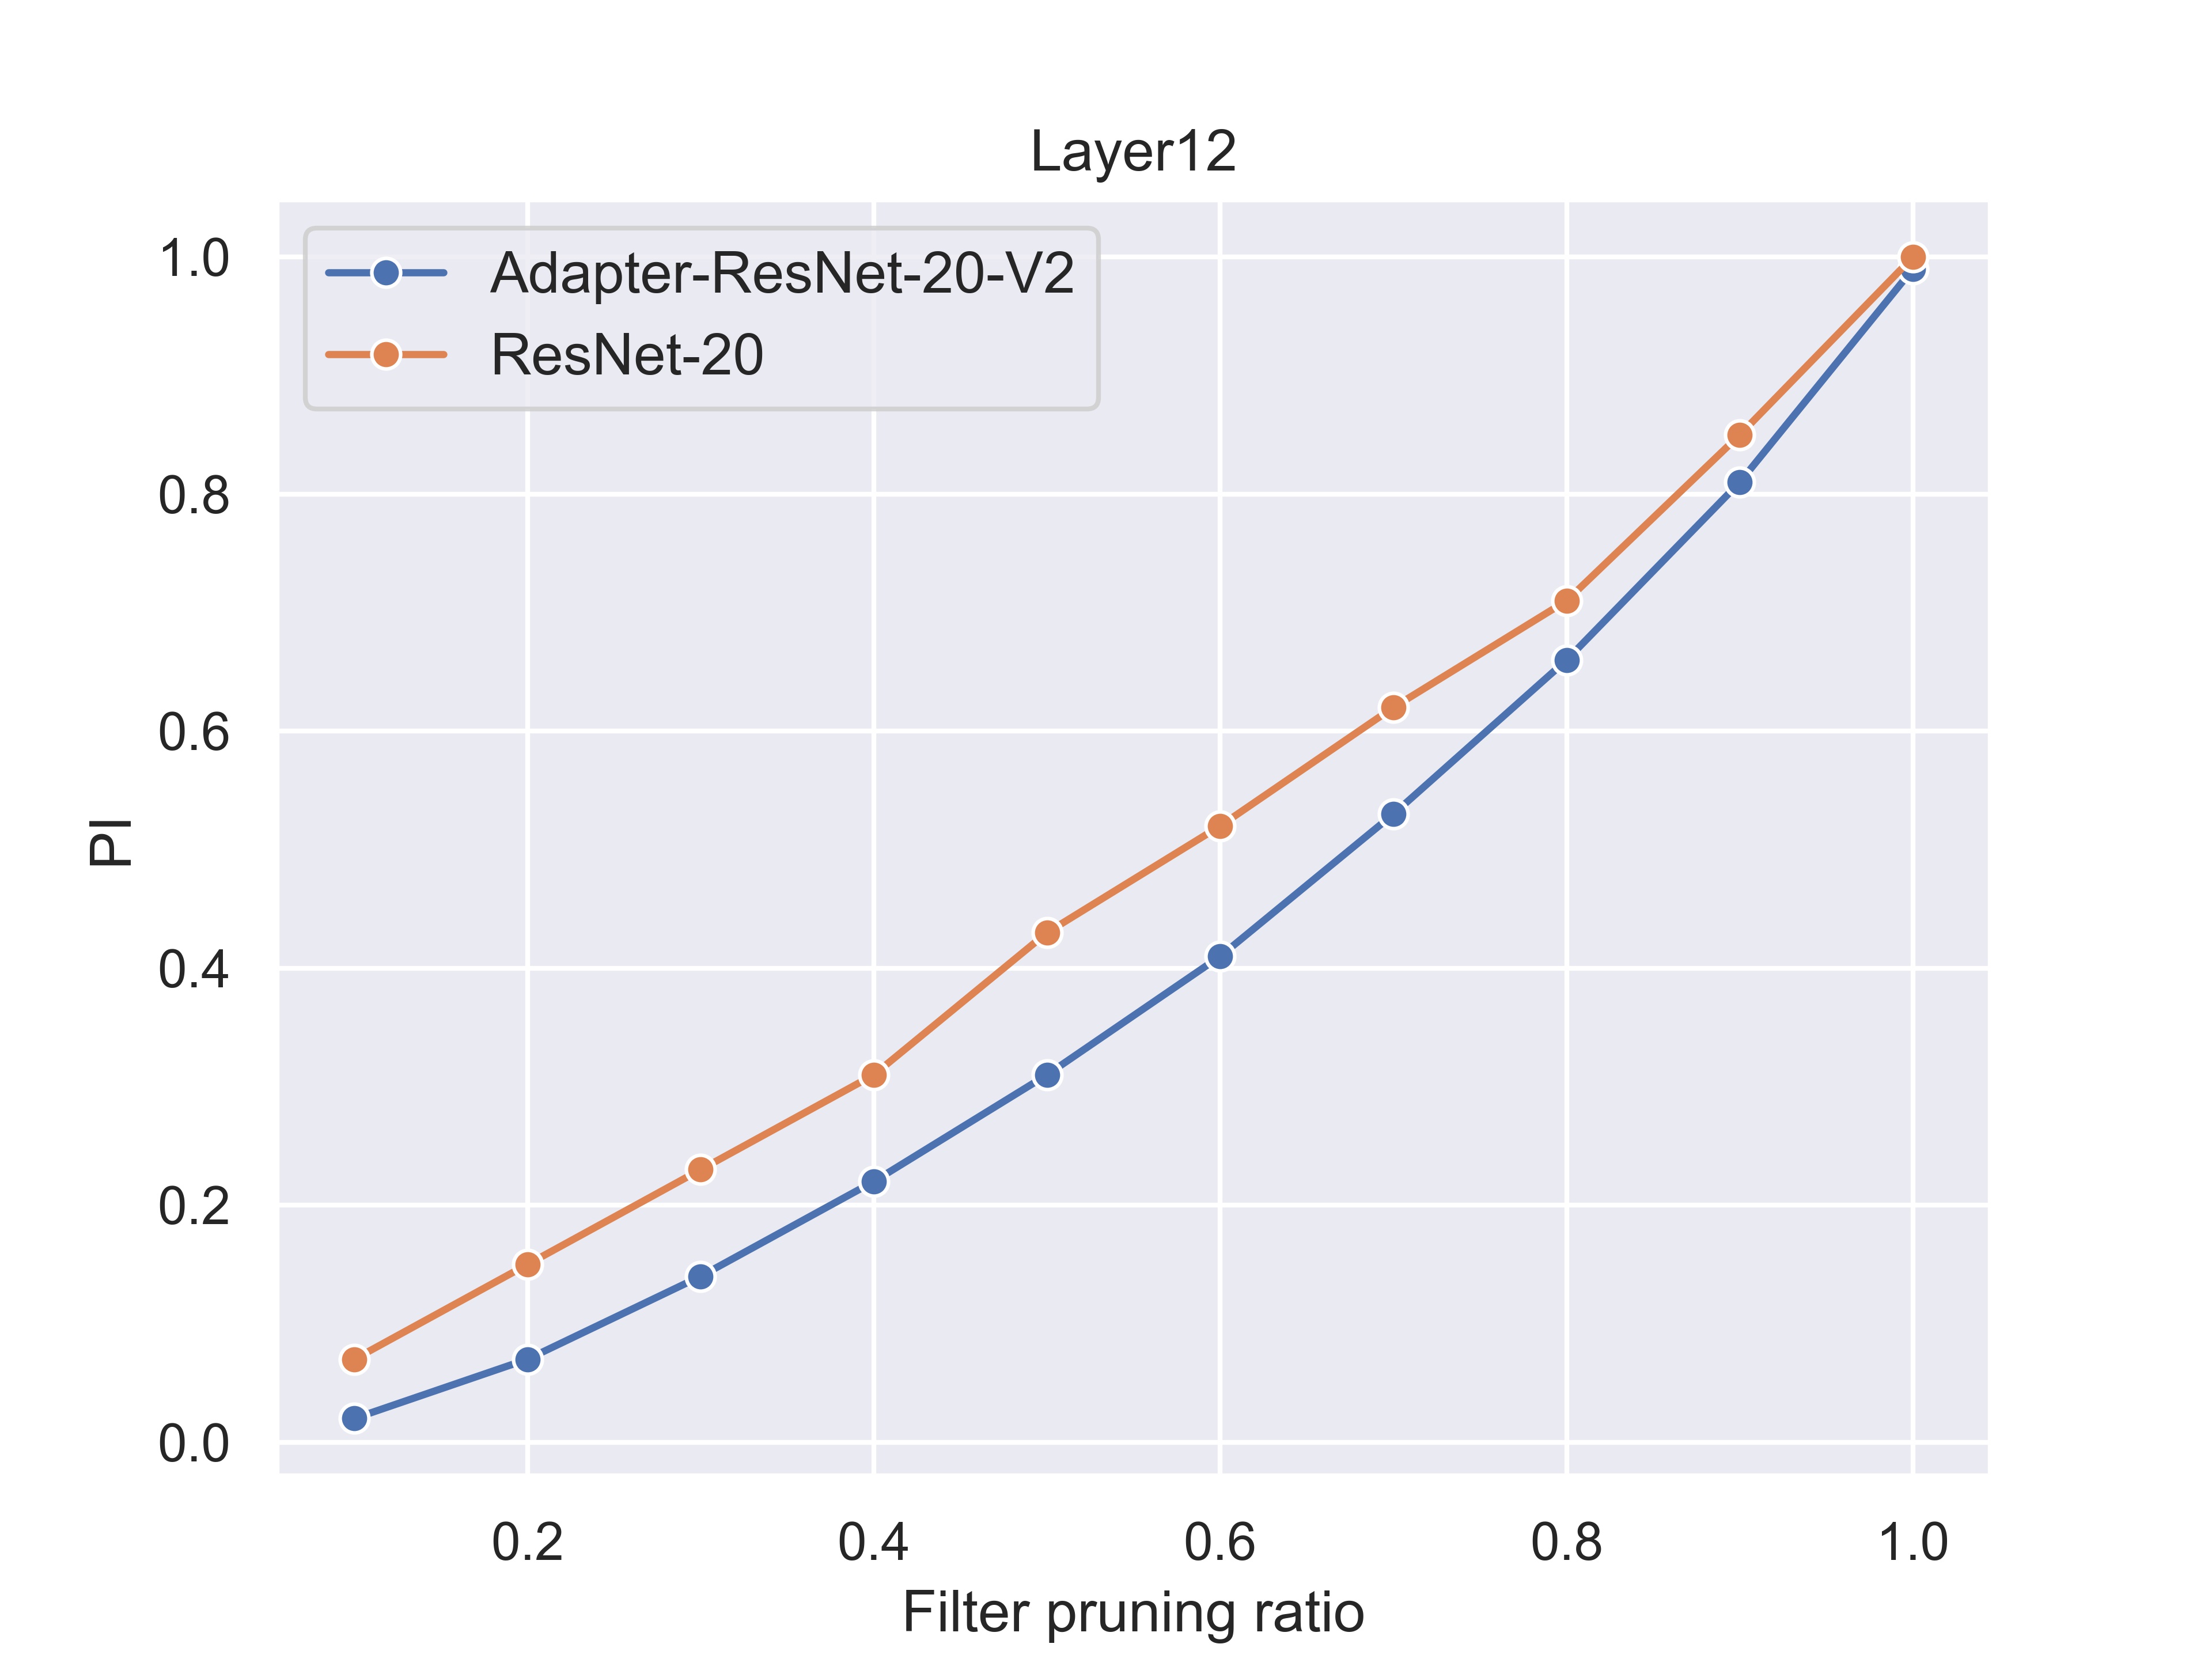 Layer12
Adapter-ResNet-20-V2
ResNet-20
1.0
0.8
0.6
0.4
0.2
0.0
PI
0.2 0.4 0.6 0.8 1.0
Filter pruning ratio